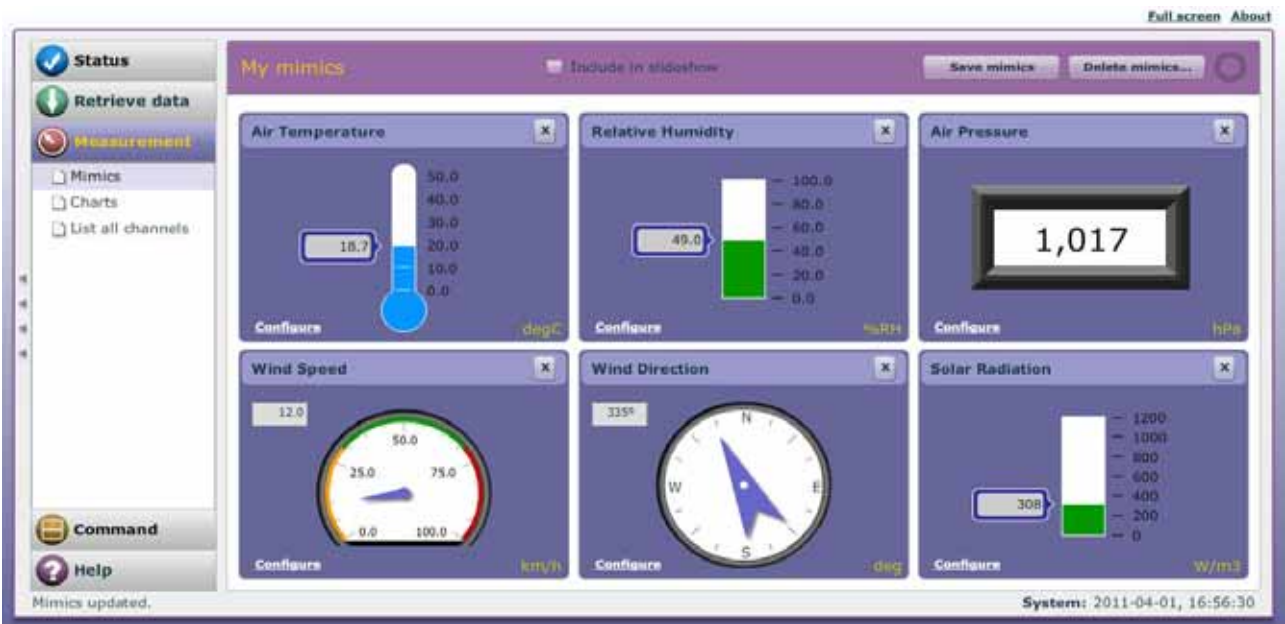 Full screen About
Status
Retrieve data
Measurement
Mimics
Charts
List all channels
Command
Help
My mimics
Include in slideshow
Save mimics
Delete mimics...
Air Temperature
x
18.7
50.0
40.0
30.0
20.0
10.0
0.0
Configure
degC
Relative Humidity
x
49.0
100.0
80.0
60.0
40.0
20.0
0.0
Configure
%RH
Air Pressure
x
1,017
Configure
hPa
Wind Speed
x
12.0
50.0
25.0
75.0
0.0
100.0
Configure
km/h
Wind Direction
x
335º
N
W
E
S
Configure
deg
Solar Radiation
x
308
1200
1000
800
600
400
200
0
Configure
W/m3
Mimics updated.
System: 2011-04-01, 16:56:30